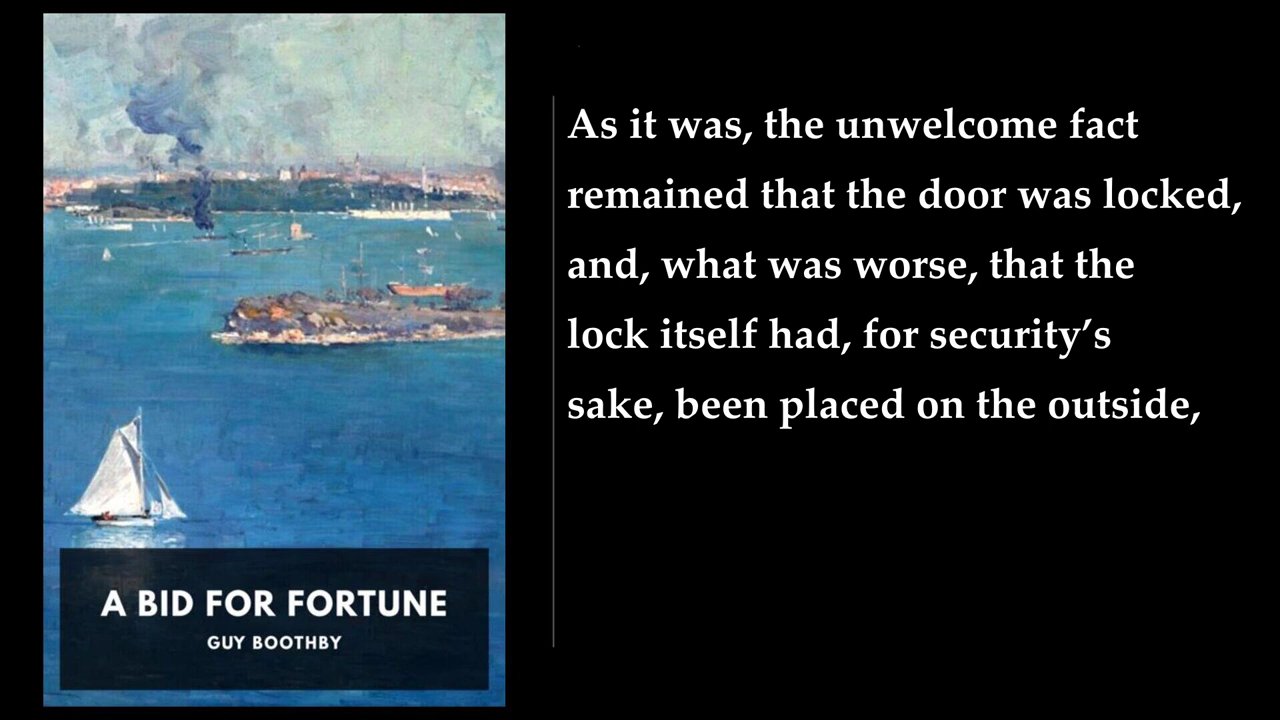 As it was, the unwelcome fact
remained that the door was locked,
and, what was worse, that the
lock itself had, for security’s
sake, been placed on the outside,
A BID FOR FORTUNE
GUY BOOTHBY